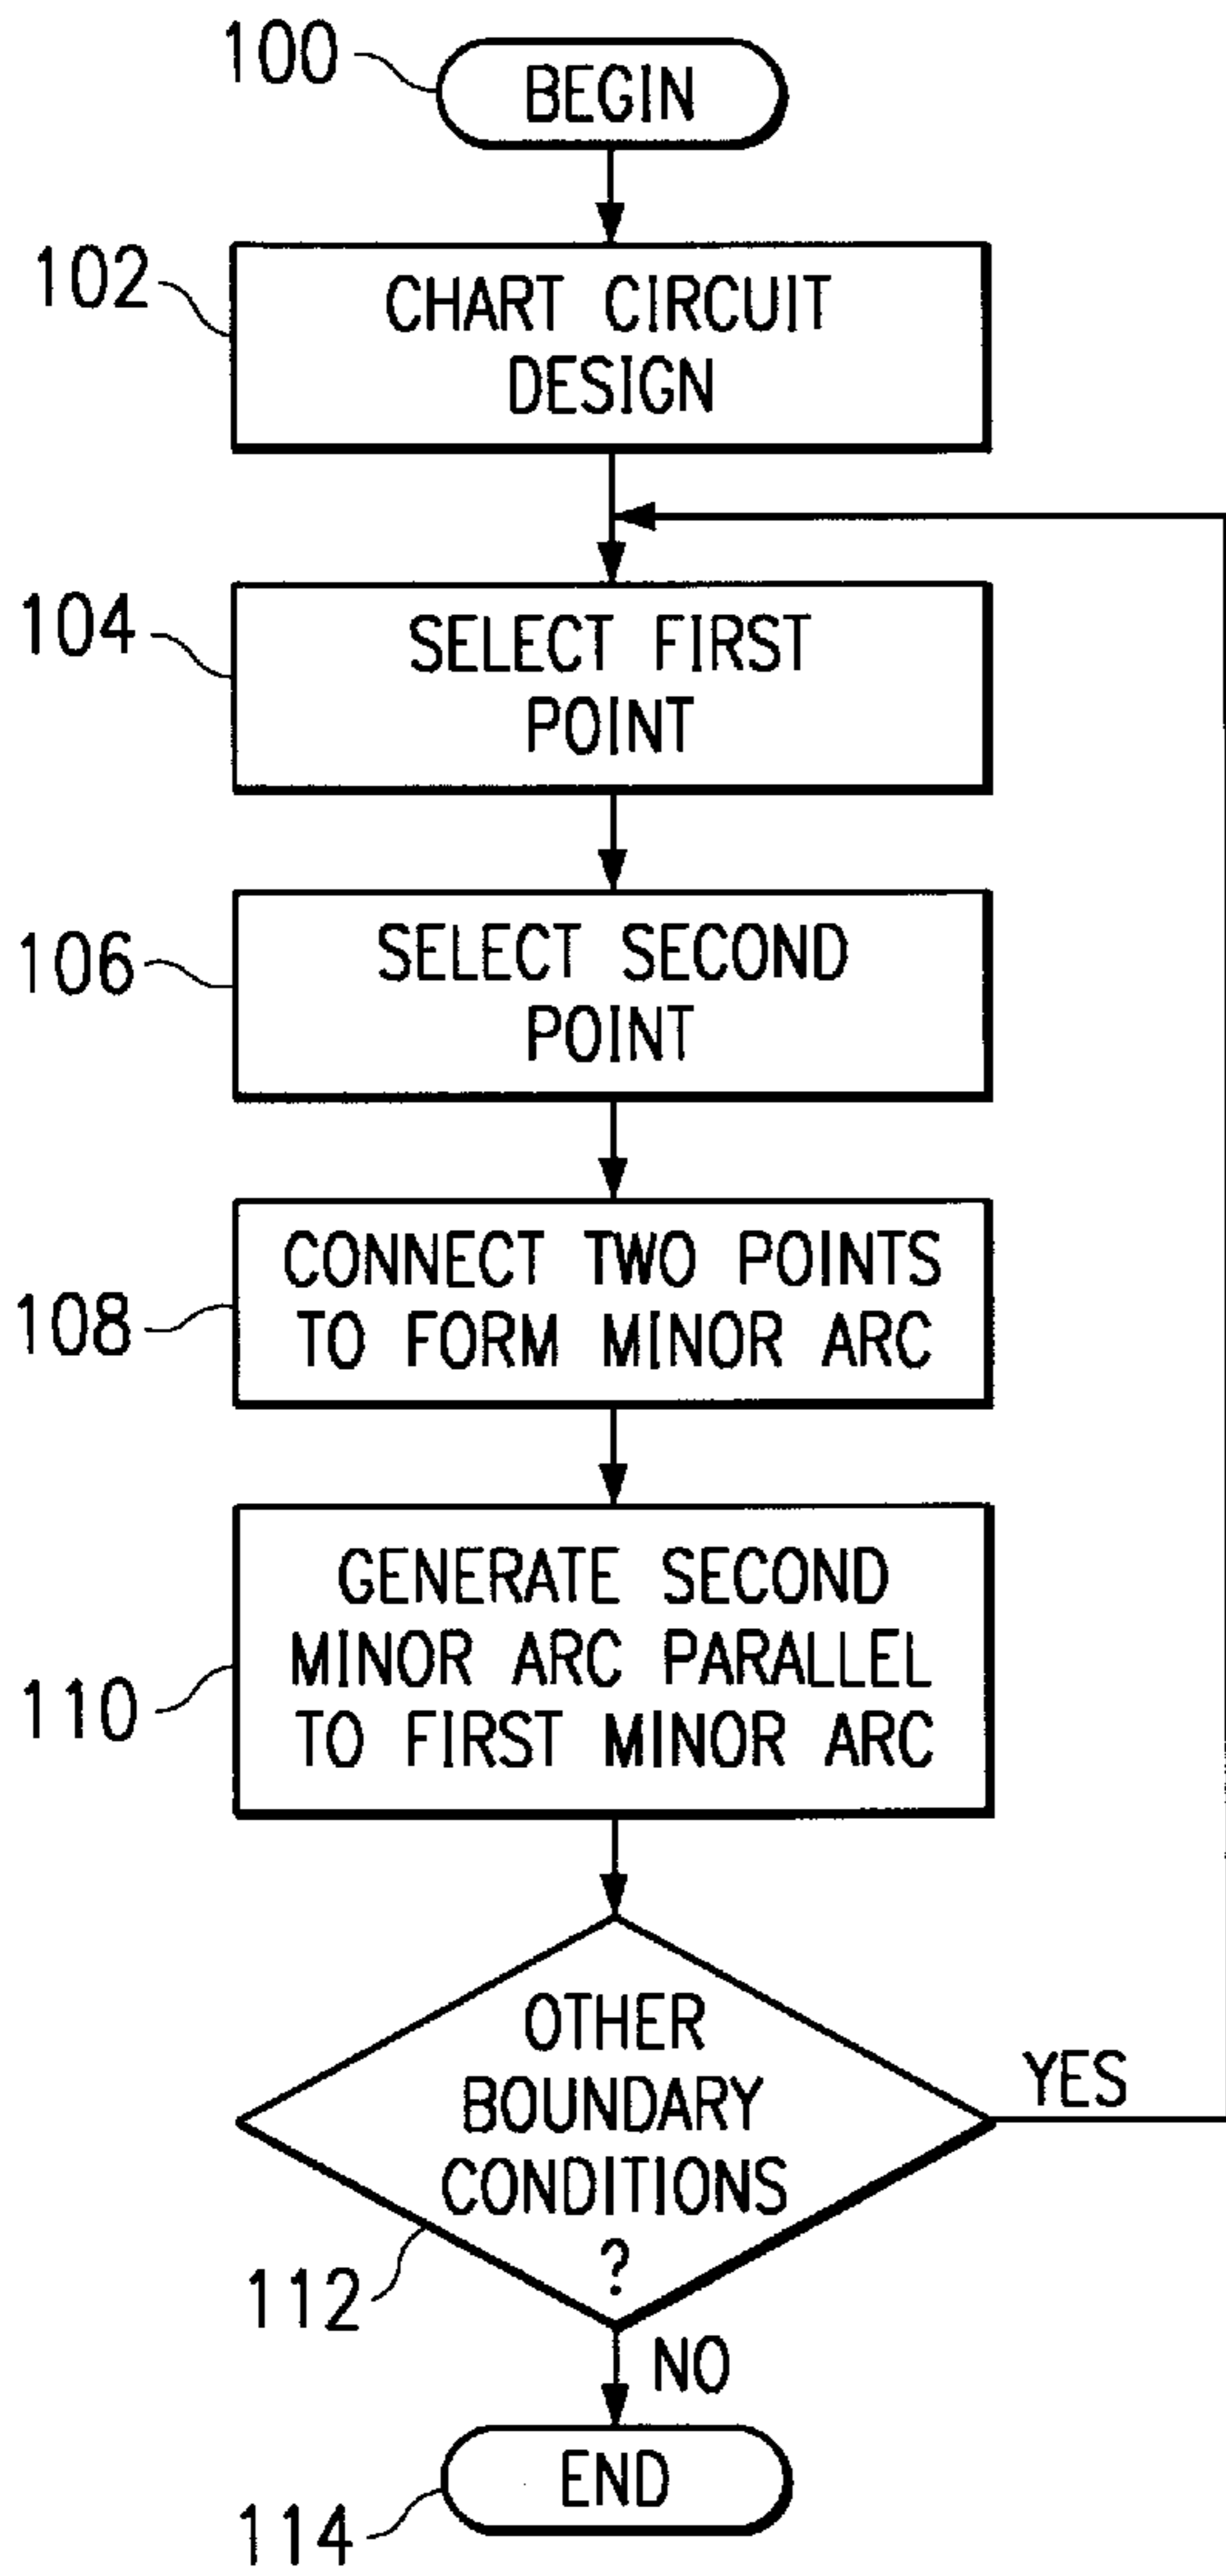 100
BEGIN
102
CHART CIRCUIT
DESIGN
104
SELECT FIRST
POINT
106
SELECT SECOND
POINT
108
CONNECT TWO POINTS
TO FORM MINOR ARC
110
GENERATE SECOND
MINOR ARC PARALLEL
TO FIRST MINOR ARC
OTHER
BOUNDARY
CONDITIONS
?
YES
112
NO
END
114